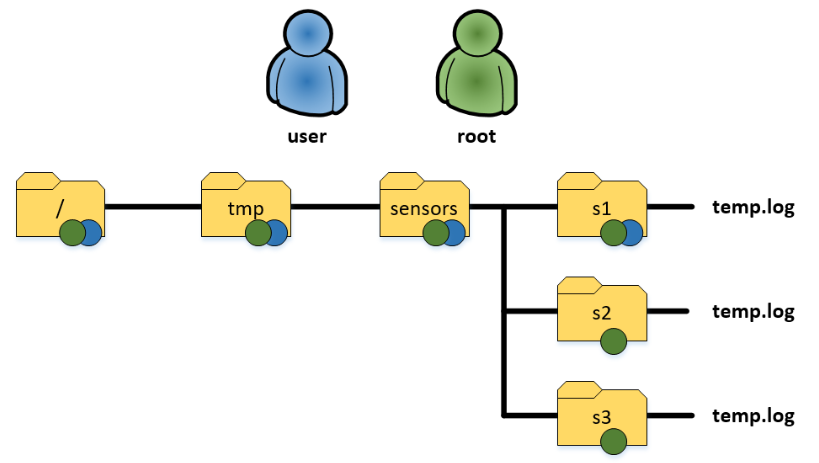 user
root
/
tmp
sensors
s1
temp.log
s2
temp.log
s3
temp.log